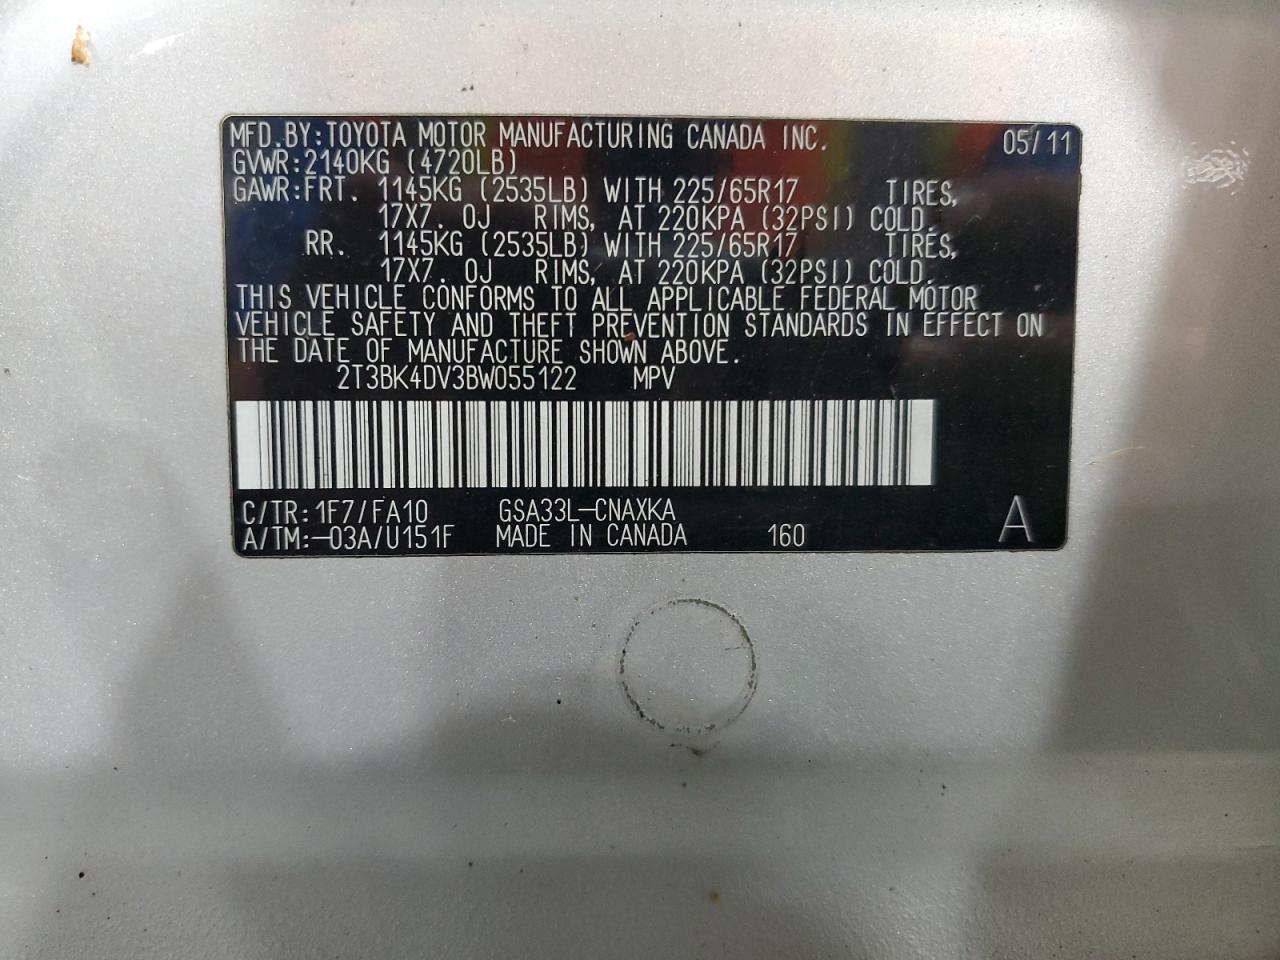 MFD.BY:TOYOTA MOTOR MANUFACTURING CANADA INC. 05/11
GVWR:2140KG (4720LB)
GAWR:FRT. 1145KG (2535LB) WITH 225/65R17 TIRES,
17X7.0J RIMS, AT 220KPA (32PSI) COLD.
RR. 1145KG (2535LB) WITH 225/65R17 TIRES,
17X7.0J RIMS, AT 220KPA (32PSI) COLD.
THIS VEHICLE CONFORMS TO ALL APPLICABLE FEDERAL MOTOR
VEHICLE SAFETY AND THEFT PREVENTION STANDARDS IN EFFECT ON
THE DATE OF MANUFACTURE SHOWN ABOVE.
2T3BK4DV3BW055122 MPV
C/TR:1F7/FA10 GSA33L-CNAXKA
A/TM:-03A/U151F MADE IN CANADA 160 A